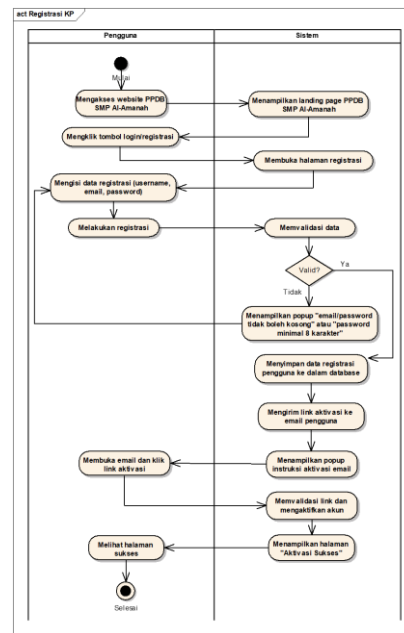 act Registrasi KP
Pengguna
Sistem
Mulai
Mengakses website PPDB
SMP Al-Amanah
Menampilkan landing page PPDB
SMP Al-Amanah
Mengklik tombol login/registrasi
Membuka halaman registrasi
Mengisi data registrasi (username,
email, password)
Melakukan registrasi
Memvalidasi data
Valid?
Ya
Tidak
Menampilkan popup "email/password
tidak boleh kosong" atau "password
minimal 8 karakter"
Menyimpan data registrasi
pengguna ke dalam database
Mengirim link aktivasi ke
email pengguna
Menampilkan popup
instruksi aktivasi email
Membuka email dan klik
link aktivasi
Memvalidasi link dan
mengaktifkan akun
Menampilkan halaman
"Aktivasi Sukses"
Melihat halaman
sukses
Selesai